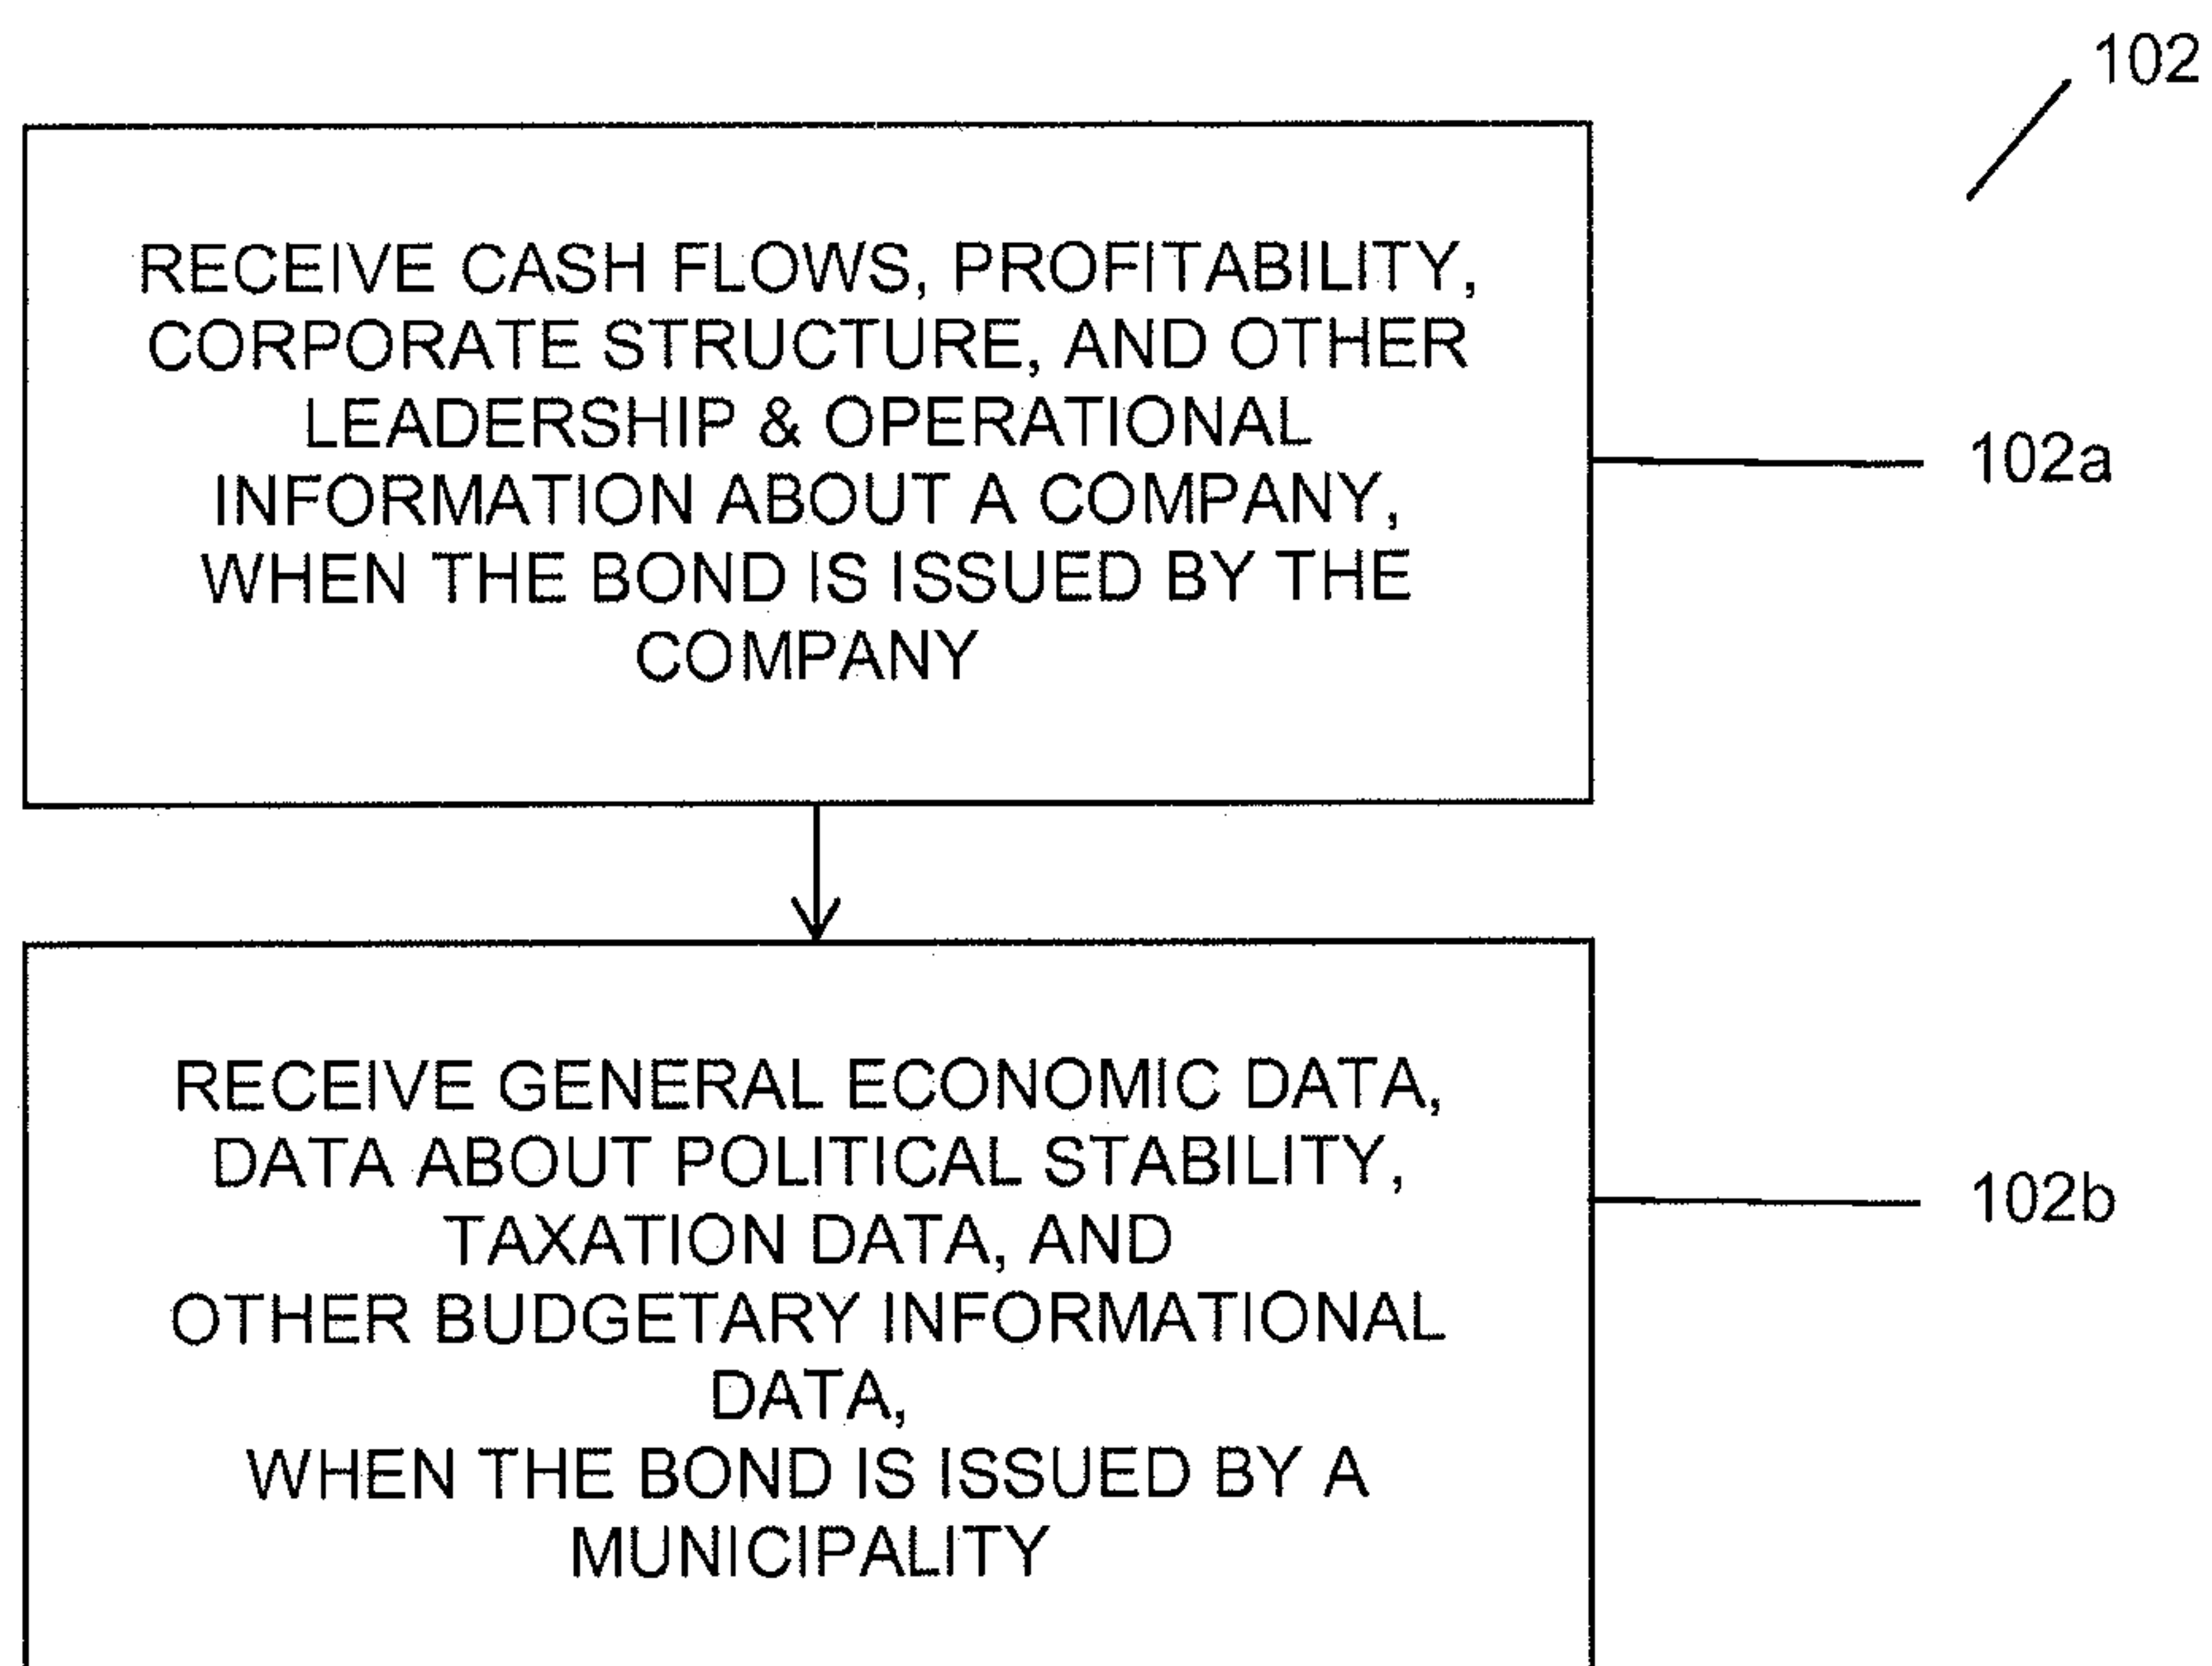 102
RECEIVE CASH FLOWS, PROFITABILITY,
CORPORATE STRUCTURE, AND OTHER
LEADERSHIP & OPERATIONAL
INFORMATION ABOUT A COMPANY,
WHEN THE BOND IS ISSUED BY THE
COMPANY
102a
RECEIVE GENERAL ECONOMIC DATA,
DATA ABOUT POLITICAL STABILITY,
TAXATION DATA, AND
OTHER BUDGETARY INFORMATIONAL
DATA,
WHEN THE BOND IS ISSUED BY A
MUNICIPALITY
102b